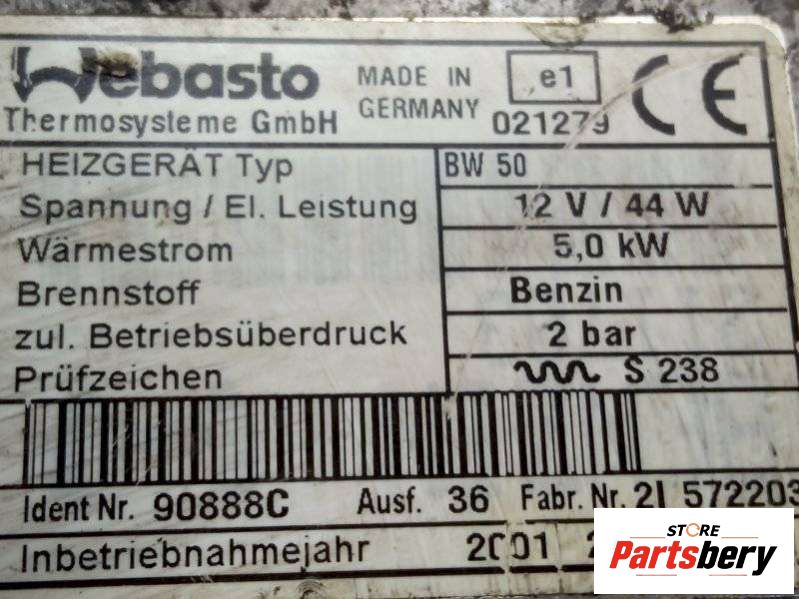 Webasto
Thermosysteme GmbH
MADE IN
GERMANY
e1
021279
CE
HEIZGERÄT Typ BW 50
Spannung / El. Leistung 12 V / 44 W
Wärmestrom 5,0 kW
Brennstoff Benzin
zul. Betriebsüberdruck 2 bar
Prüfzeichen S 238
Ident Nr. 90888C Ausf. 36 Fabr. Nr. 2I 572203
Inbetriebnahmejahr 2001
STORE
Partsbery